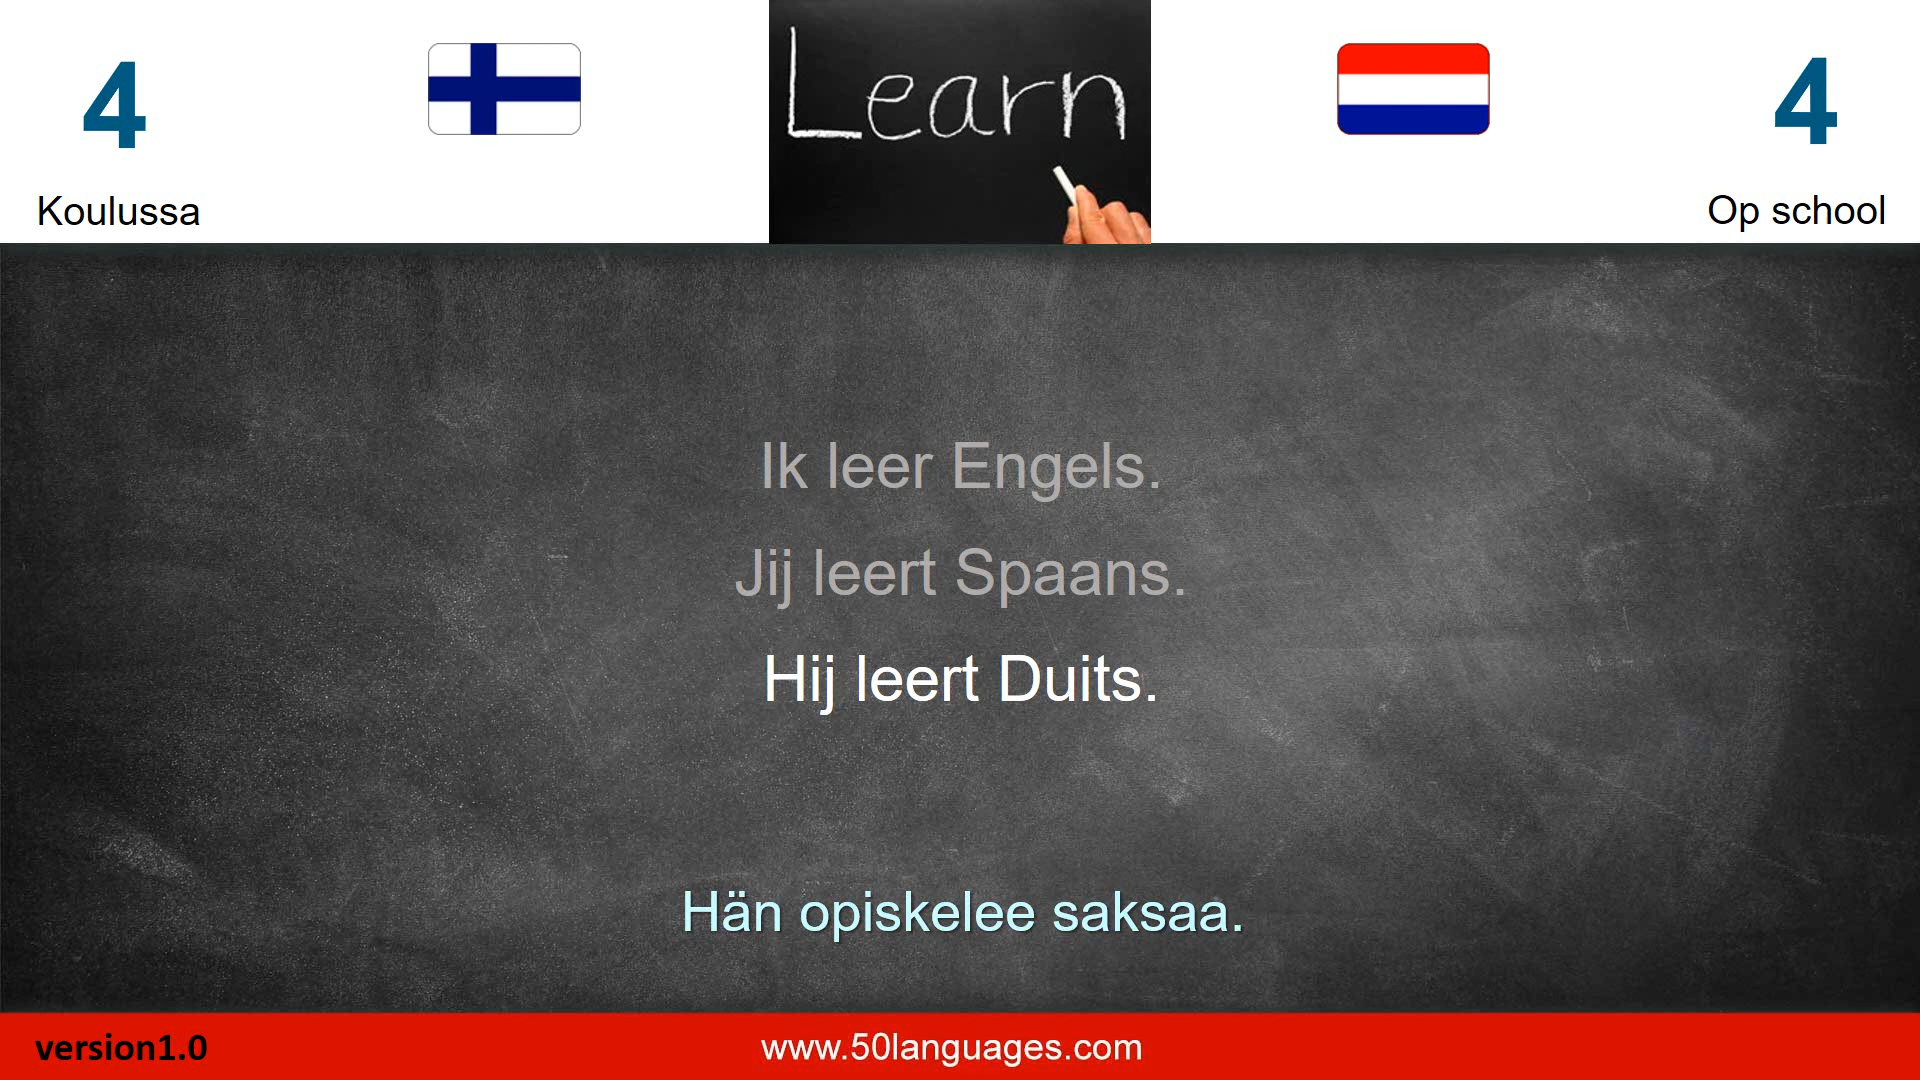 4
Learn
4
Koulussa
Op school
Ik leer Engels.
Jij leert Spaans.
Hij leert Duits.
Hän opiskelee saksaa.
version1.0
www.50languages.com